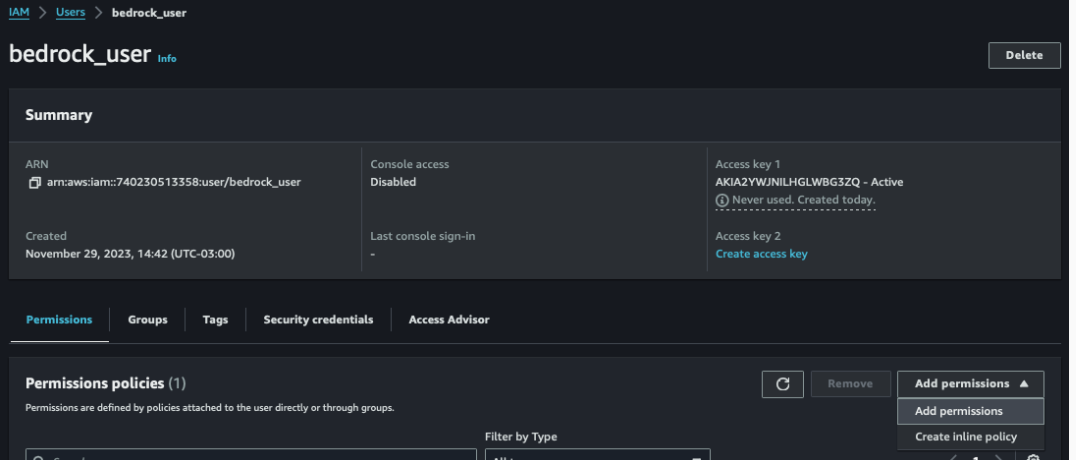 IAM > Users > bedrock_user
bedrock_user Info
Delete
Summary
ARN
arn:aws:iam::740230513358:user/bedrock_user
Created
November 29, 2023, 14:42 (UTC-03:00)
Console access
Disabled
Last console sign-in
-
Access key 1
AKIA2YWJNILHGLWBG3ZQ - Active
Never used. Created today.
Access key 2
Create access key
Permissions
Groups
Tags
Security credentials
Access Advisor
Permissions policies (1)
Permissions are defined by policies attached to the user directly or through groups.
Remove
Add permissions
Add permissions
Create inline policy
Filter by Type
1